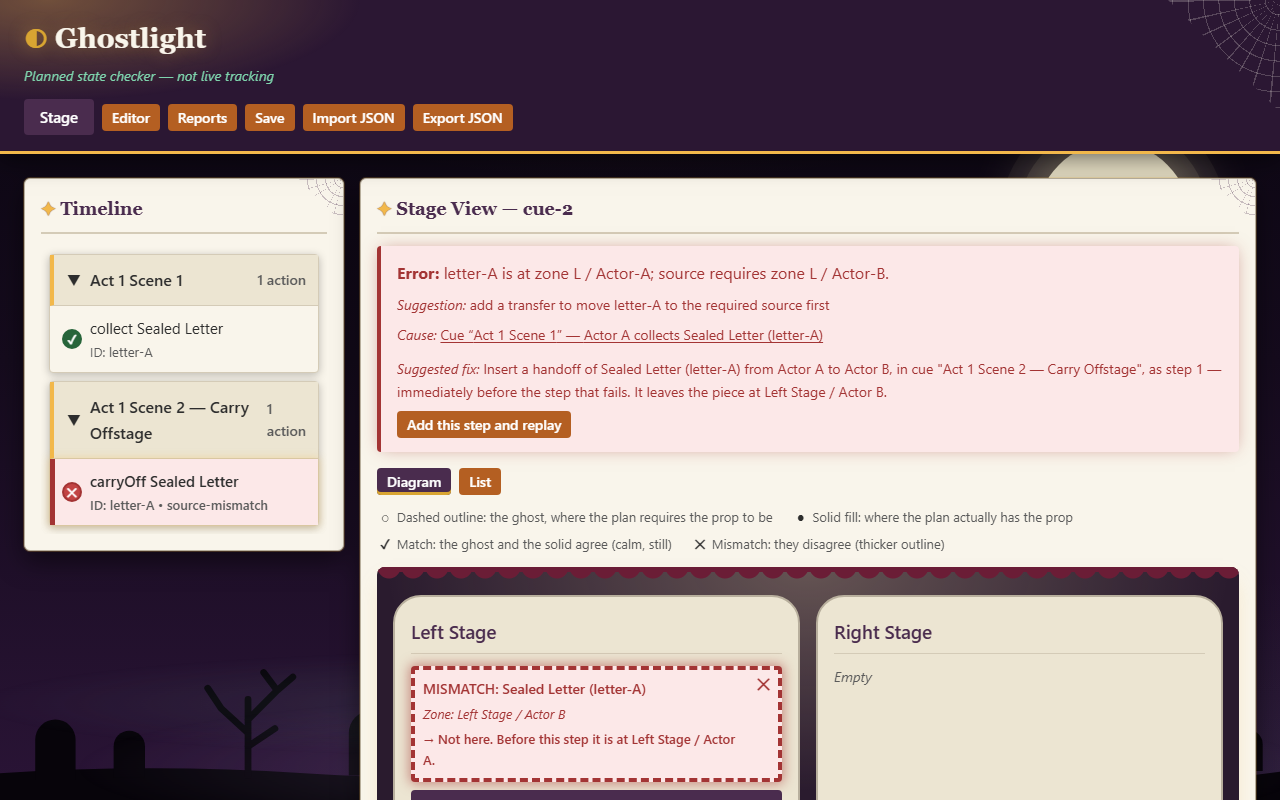 Ghostlight
Planned state checker — not live tracking
Stage
Editor
Reports
Save
Import JSON
Export JSON
Timeline
Act 1 Scene 1
1 action
collect Sealed Letter
ID: letter-A
Act 1 Scene 2 — Carry
Offstage
1
action
carryOff Sealed Letter
ID: letter-A • source-mismatch
Stage View — cue-2
Error: letter-A is at zone L / Actor-A; source requires zone L / Actor-B.
Suggestion: add a transfer to move letter-A to the required source first
Cause: Cue “Act 1 Scene 1” — Actor A collects Sealed Letter (letter-A)
Suggested fix: Insert a handoff of Sealed Letter (letter-A) from Actor A to Actor B, in cue "Act 1 Scene 2 — Carry Offstage", as step 1 —
immediately before the step that fails. It leaves the piece at Left Stage / Actor B.
Add this step and replay
Diagram
List
Dashed outline: the ghost, where the plan requires the prop to be
Solid fill: where the plan actually has the prop
Match: the ghost and the solid agree (calm, still)
Mismatch: they disagree (thicker outline)
Left Stage
MISMATCH: Sealed Letter (letter-A)
Zone: Left Stage / Actor B
→ Not here. Before this step it is at Left Stage / Actor
A.
Right Stage
Empty